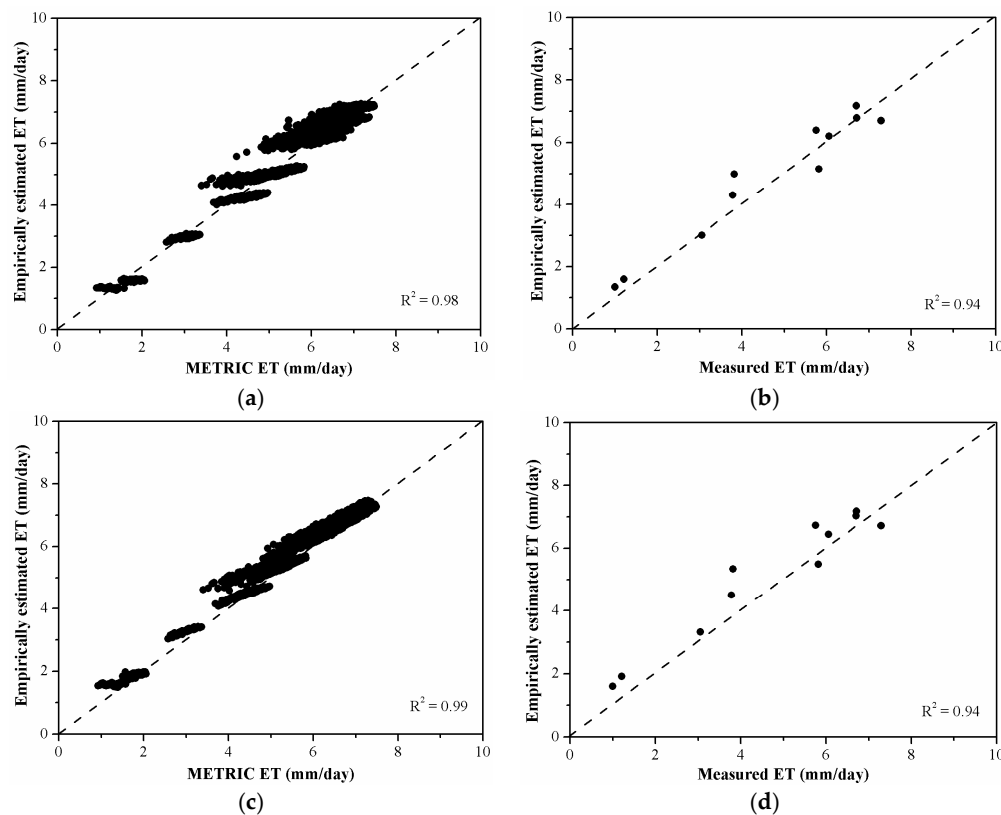 10
8
6
4
2
0
Empirically estimated ET (mm/day)
R² = 0.98
0 2 4 6 8 10
METRIC ET (mm/day)
(a)
10
8
6
4
2
0
Empirically estimated ET (mm/day)
R² = 0.94
0 2 4 6 8 10
Measured ET (mm/day)
(b)
10
8
6
4
2
0
Empirically estimated ET (mm/day)
R² = 0.99
0 2 4 6 8 10
METRIC ET (mm/day)
(c)
10
8
6
4
2
0
Empirically estimated ET (mm/day)
R² = 0.94
0 2 4 6 8 10
Measured ET (mm/day)
(d)